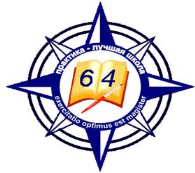 практика - лучшая школа
64
exercitatio optimus est magister